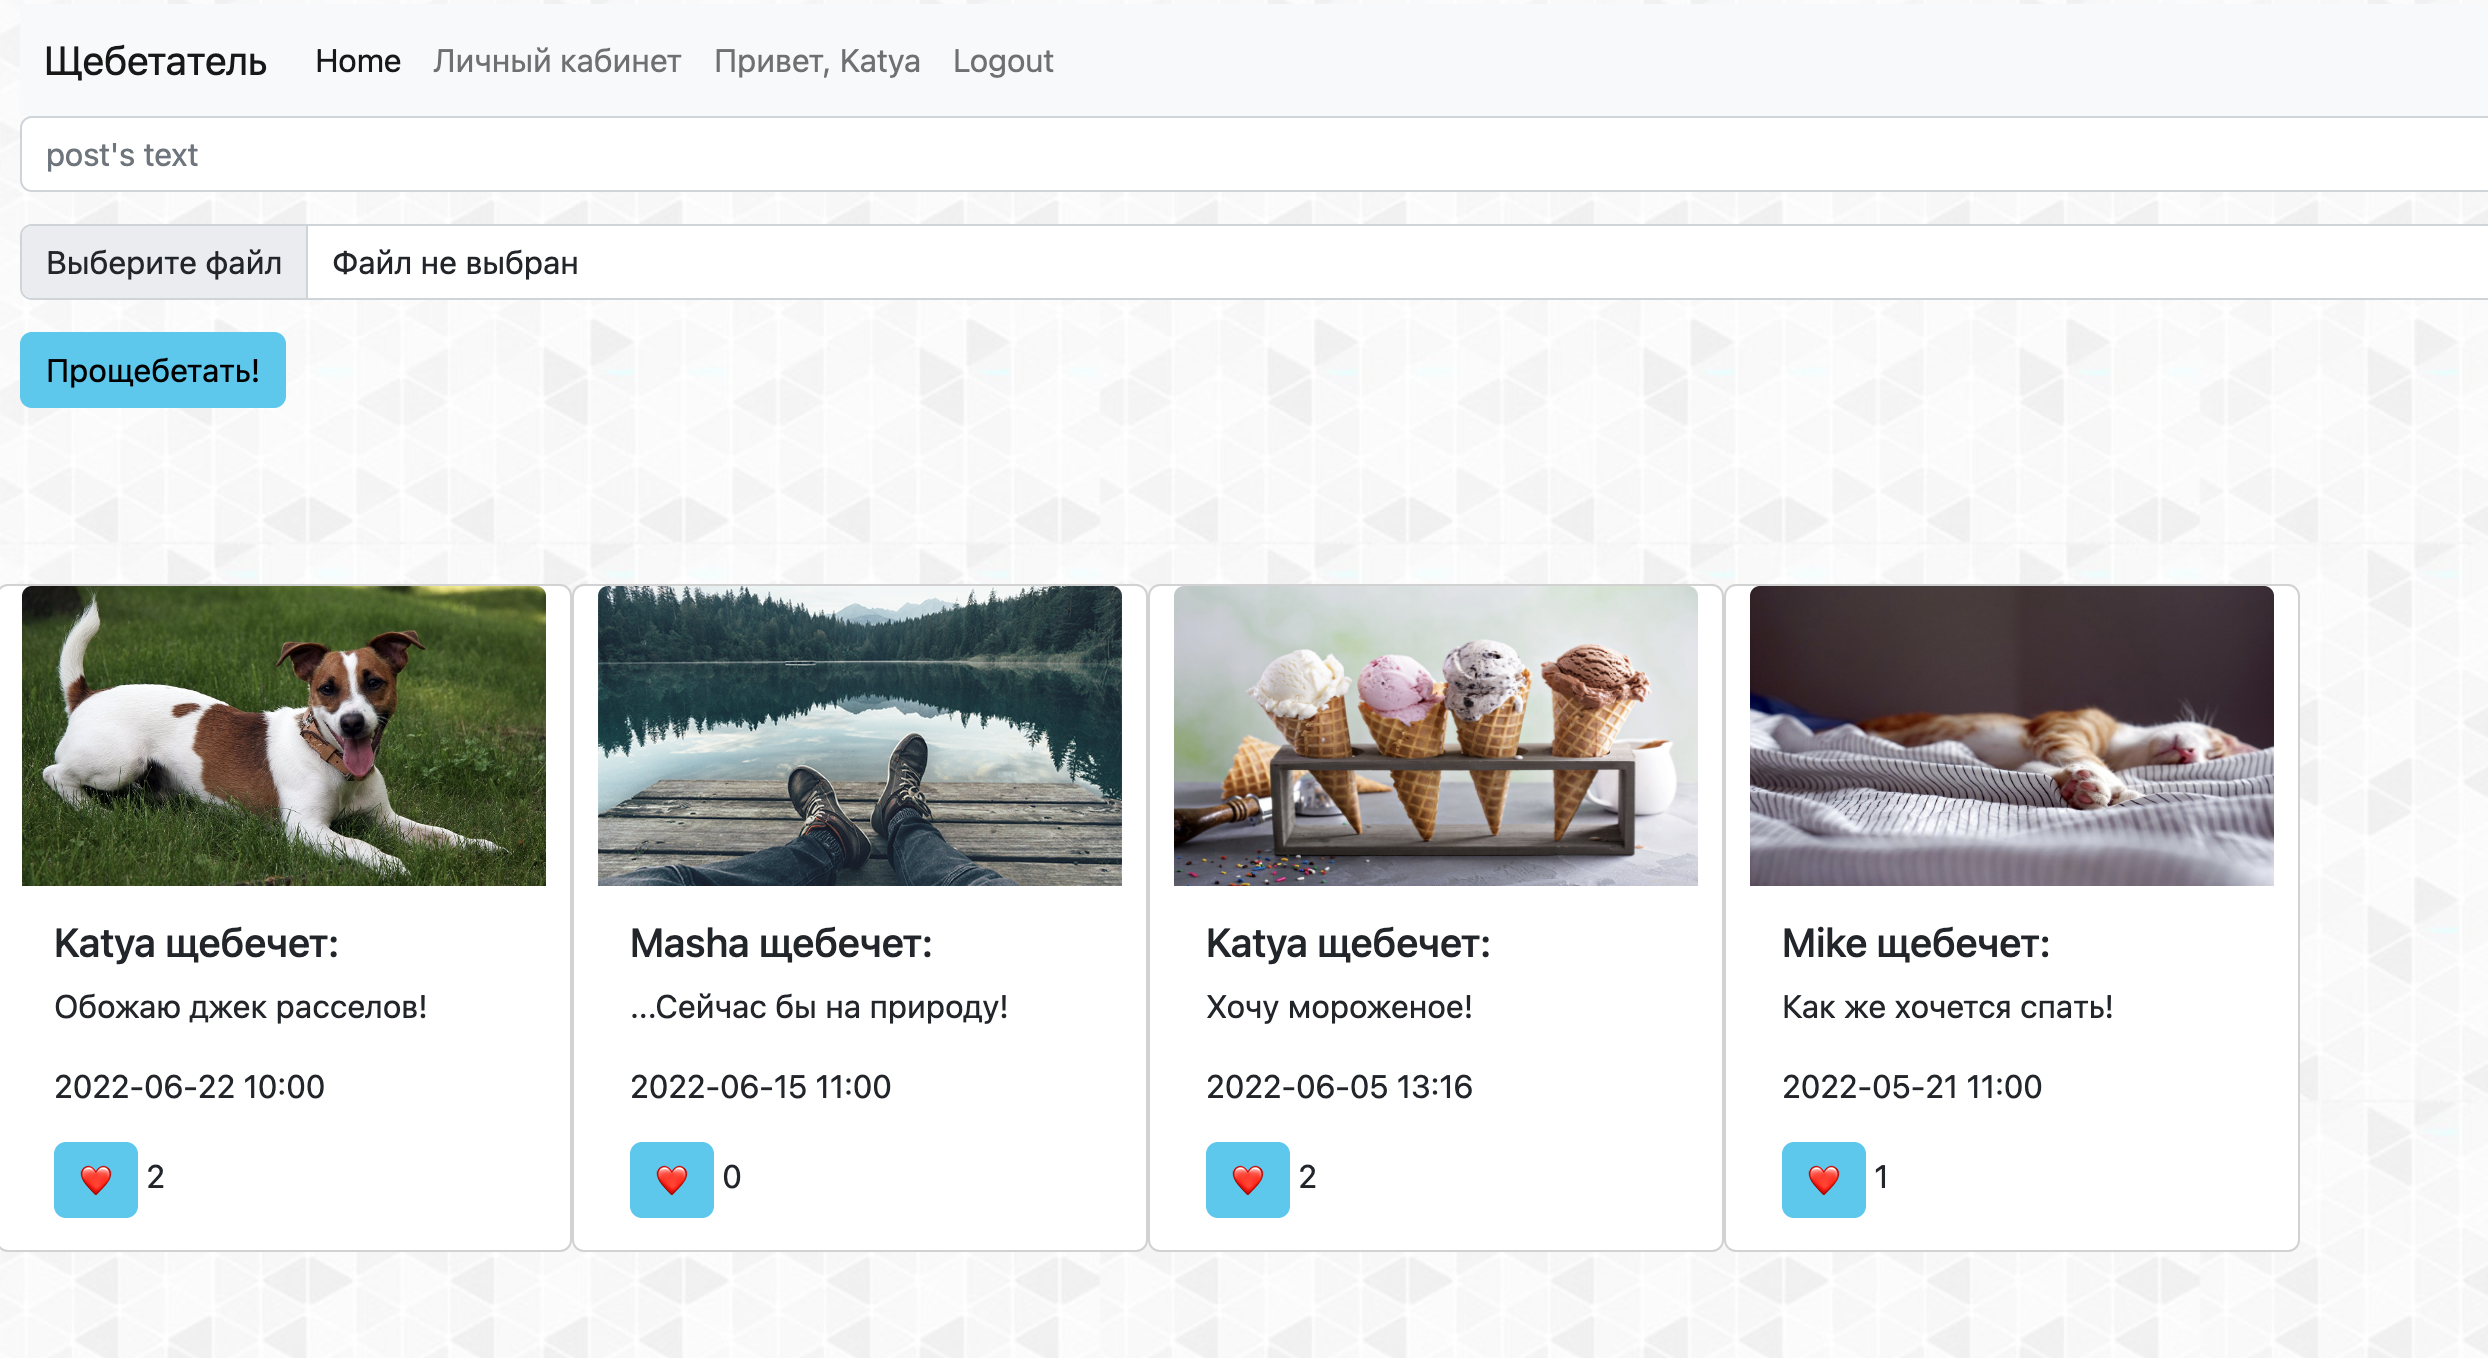 Щебетатель Home Личный кабинет Привет, Katya Logout
post's text
Выберите файл Файл не выбран
Прощебетать!
Katya щебечет:
Обожаю джек расселов!
2022-06-22 10:00
❤️ 2
Masha щебечет:
...Сейчас бы на природу!
2022-06-15 11:00
❤️ 0
Katya щебечет:
Хочу мороженое!
2022-06-05 13:16
❤️ 2
Mike щебечет:
Как же хочется спать!
2022-05-21 11:00
❤️ 1